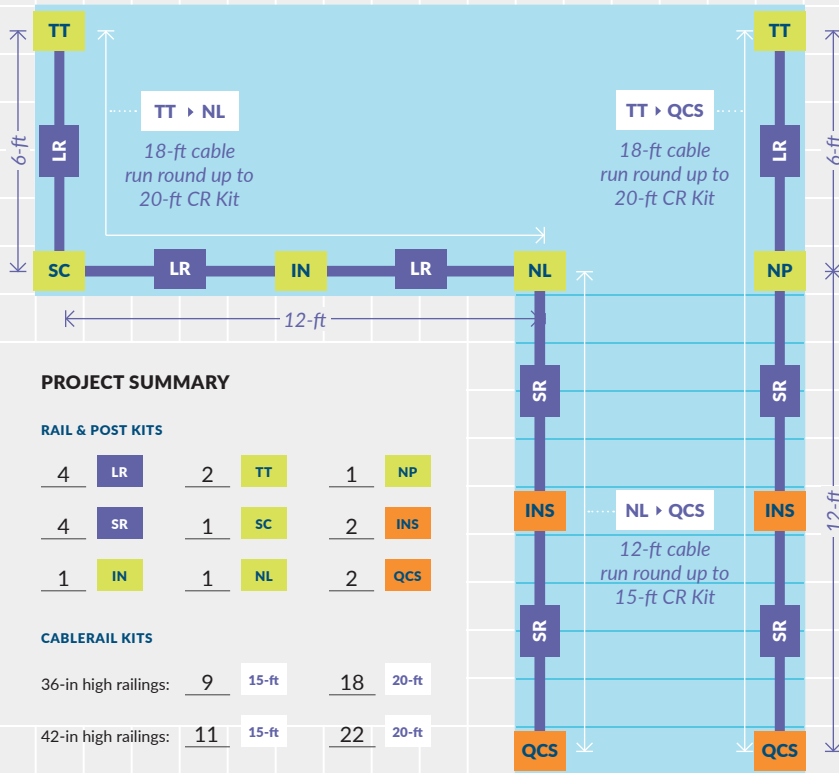 TT
TT
TT ▸ NL
18-ft cable
run round up to
20-ft CR Kit
TT ▸ QCS
18-ft cable
run round up to
20-ft CR Kit
6-ft
LR
LR
6-ft
SC
LR
IN
LR
NL
NP
12-ft
SR
SR
INS
INS
NL ▸ QCS
12-ft cable
run round up to
15-ft CR Kit
12-ft
SR
SR
QCS
QCS
PROJECT SUMMARY
RAIL & POST KITS
4 LR 2 TT 1 NP
4 SR 1 SC 2 INS
1 IN 1 NL 2 QCS
CABLERAIL KITS
36-in high railings: 9 15-ft 18 20-ft
42-in high railings: 11 15-ft 22 20-ft